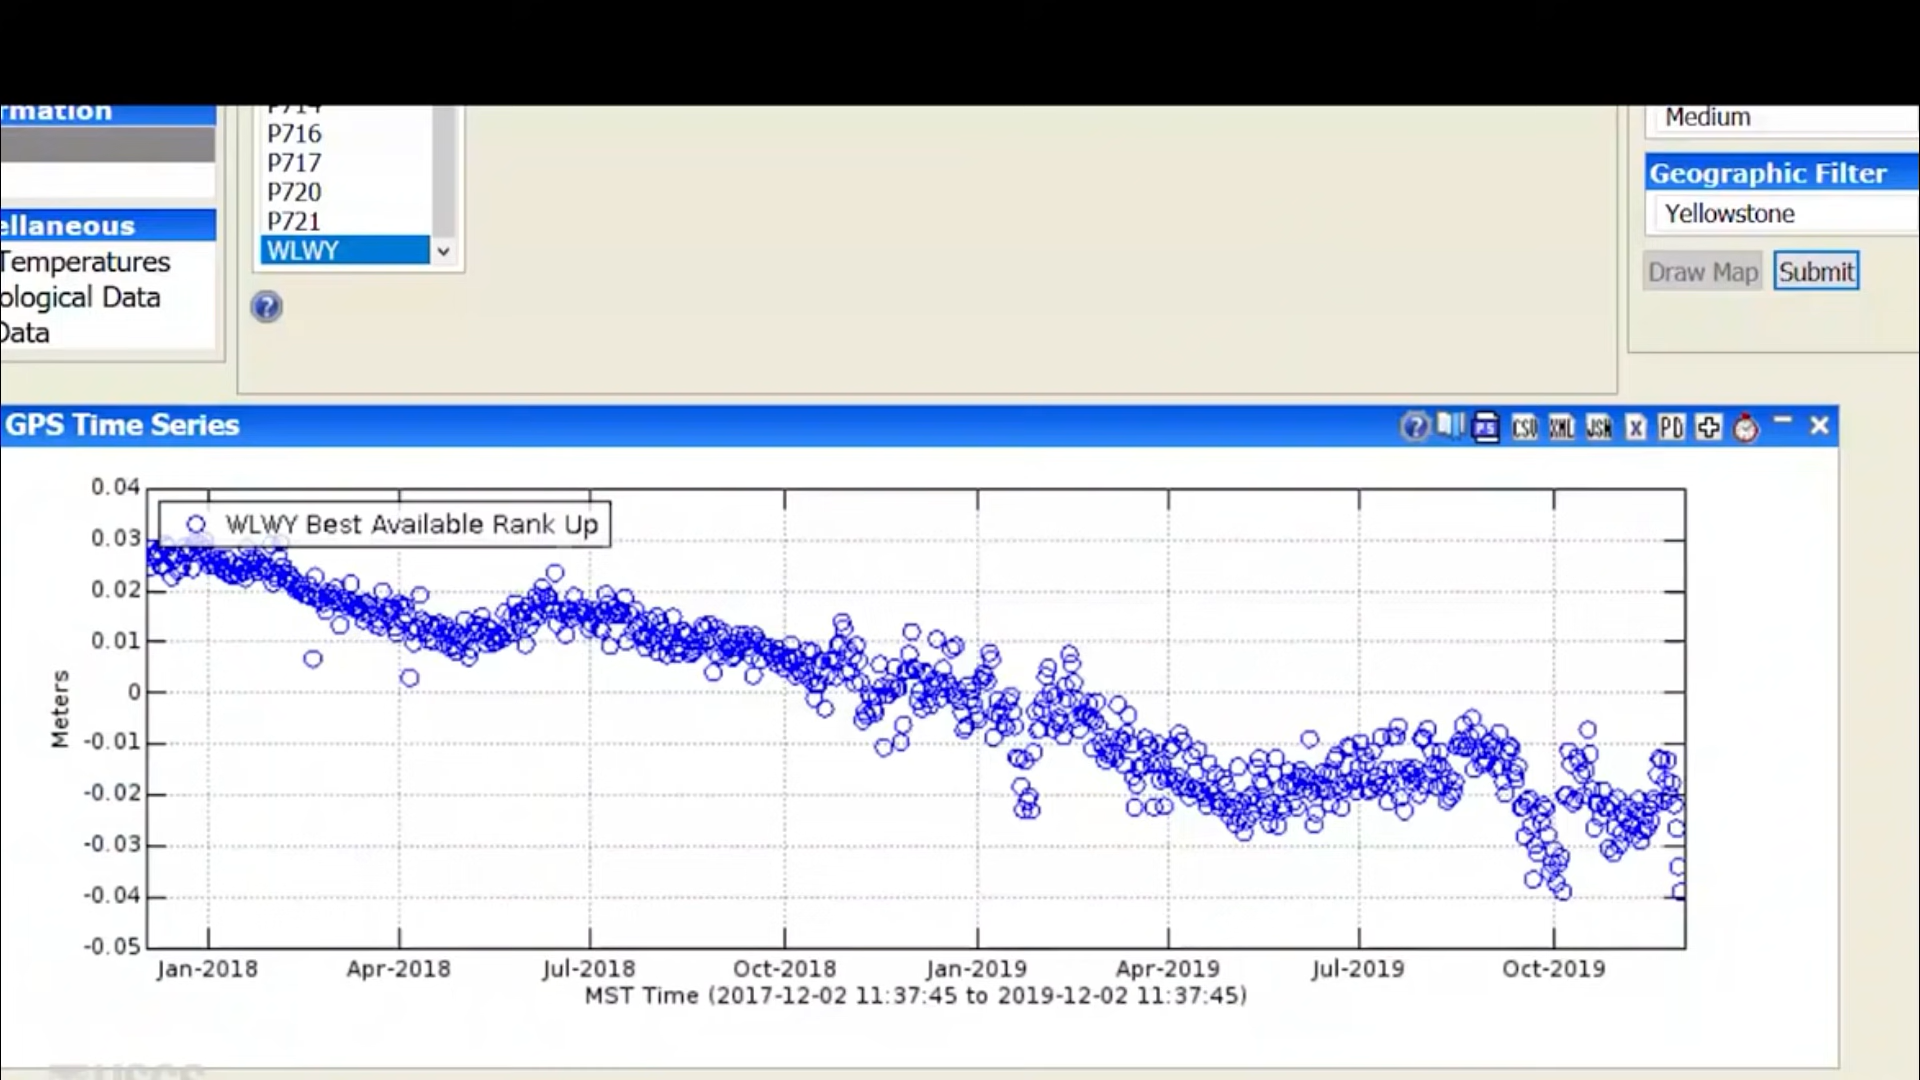 rmation
P714
P716
P717
P720
P721
WLWY
ellaneous
Temperatures
ological Data
Data
Medium
Geographic Filter
Yellowstone
Draw Map Submit
GPS Time Series
CSV XML JSN X PD
WLWY Best Available Rank Up
Meters
0.04
0.03
0.02
0.01
0
-0.01
-0.02
-0.03
-0.04
-0.05
Jan-2018 Apr-2018 Jul-2018 Oct-2018 Jan-2019 Apr-2019 Jul-2019 Oct-2019
MST Time (2017-12-02 11:37:45 to 2019-12-02 11:37:45)
USGS